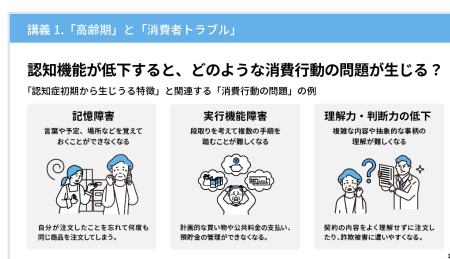 講義 1.「高齢期」と「消費者トラブル」
認知機能が低下すると、どのような消費行動の問題が生じる?
「認知症初期から生じうる特徴」と関連する「消費行動の問題」の例
記憶障害
言葉や予定、場所などを覚えて
おくことができなくなる
自分が注文したことを忘れて何度も
同じ商品を注文してしまう。
実行機能障害
段取りを考えて複数の手順を
踏むことが難しくなる
計画的な買い物や公共料金の支払い、
預貯金の管理ができなくなる。
理解力・判断力の低下
複雑な内容や抽象的な事柄の
理解が難しくなる
契約の内容をよく理解せずに注文し
たり、詐欺被害に遭いやすくなる。